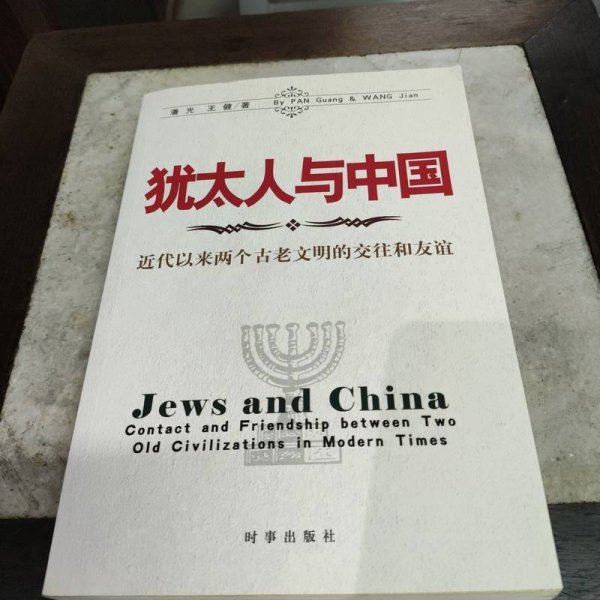 潘光 王健/著 By PAN Guang & WANG Jian
犹太人与中国
近代以来两个古老文明的交往和友谊
Jews and China
Contact and Friendship between Two
Old Civilizations in Modern Times
时事出版社